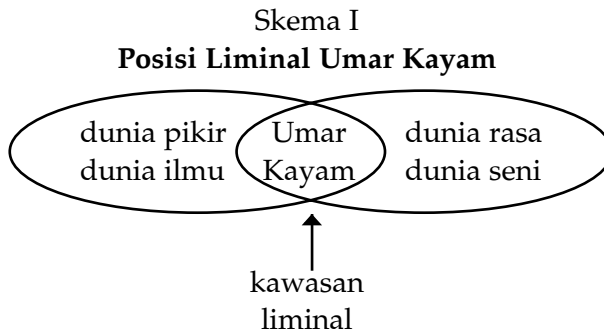 Skema I
Posisi Liminal Umar Kayam
dunia pikir
dunia ilmu
Umar
Kayam
dunia rasa
dunia seni
kawasan
liminal